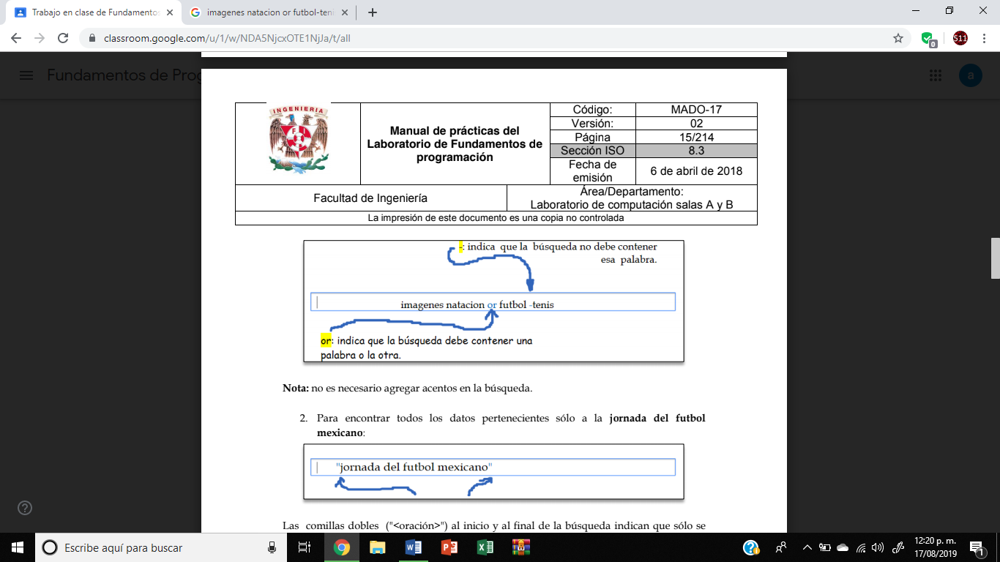 Trabajo en clase de Fundamentos
imagenes natacion or futbol-teni
classroom.google.com/u/1/w/NDA5NjcxOTE1NjJa/t/all
0
S11
Fundamentos de Prog
a
INGENIERIA
Manual de prácticas del
Laboratorio de Fundamentos de
programación
Código:
MADO-17
Versión:
02
Página
15/214
Sección ISO
8.3
Fecha de
emisión
6 de abril de 2018
Facultad de Ingeniería
Área/Departamento:
Laboratorio de computación salas A y B
La impresión de este documento es una copia no controlada
-: indica que la búsqueda no debe contener
esa palabra.
imagenes natacion or futbol -tenis
or: indica que la búsqueda debe contener una
palabra o la otra.
Nota: no es necesario agregar acentos en la búsqueda.
2. Para encontrar todos los datos pertenecientes sólo a la jornada del futbol
mexicano:
"jornada del futbol mexicano"
Las comillas dobles ("<oración>") al inicio y al final de la búsqueda indican que sólo se
Escribe aquí para buscar
12:20 p. m.
17/08/2019
1